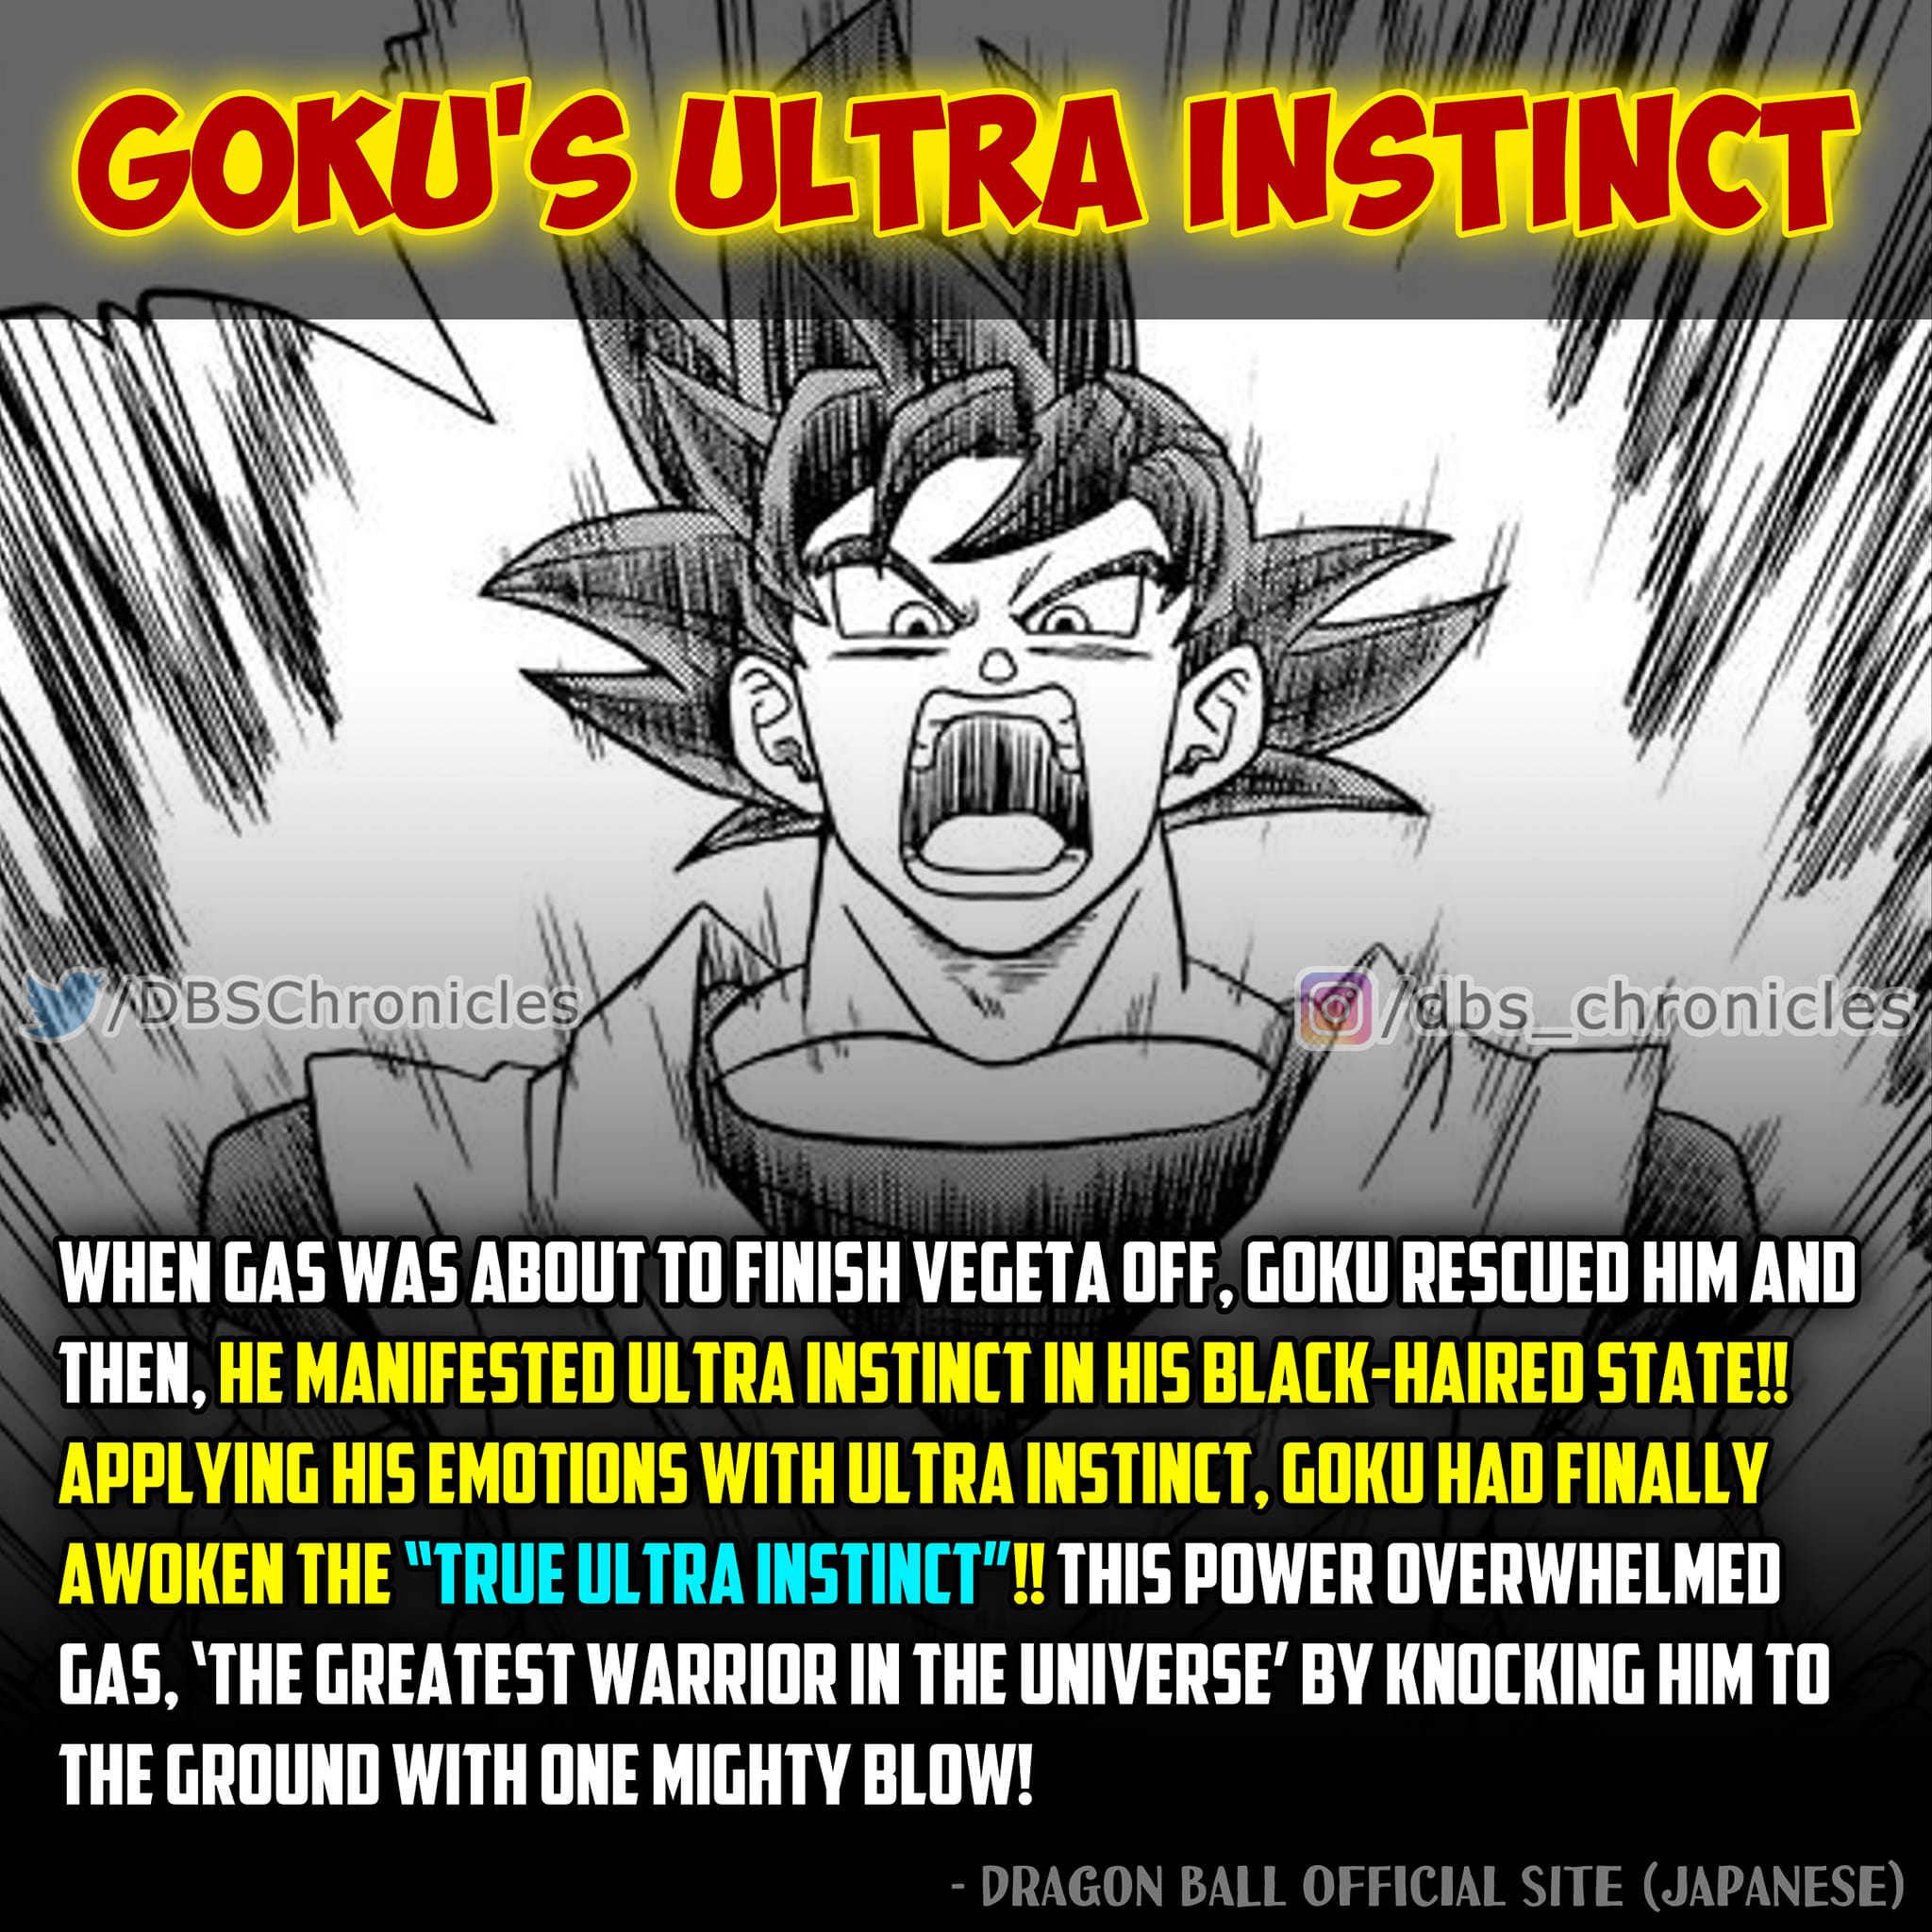 GOKU'S ULTRA INSTINCT
/DBSChronicles
/dbs_chronicles
WHEN GAS WAS ABOUT TO FINISH VEGETA OFF, GOKU RESCUED HIM AND
THEN, HE MANIFESTED ULTRA INSTINCT IN HIS BLACK-HAIRED STATE!!
APPLYING HIS EMOTIONS WITH ULTRA INSTINCT, GOKU HAD FINALLY
AWOKEN THE "TRUE ULTRA INSTINCT"!! THIS POWER OVERWHELMED
GAS, ‘THE GREATEST WARRIOR IN THE UNIVERSE’ BY KNOCKING HIM TO
THE GROUND WITH ONE MIGHTY BLOW!
- DRAGON BALL OFFICIAL SITE (JAPANESE)